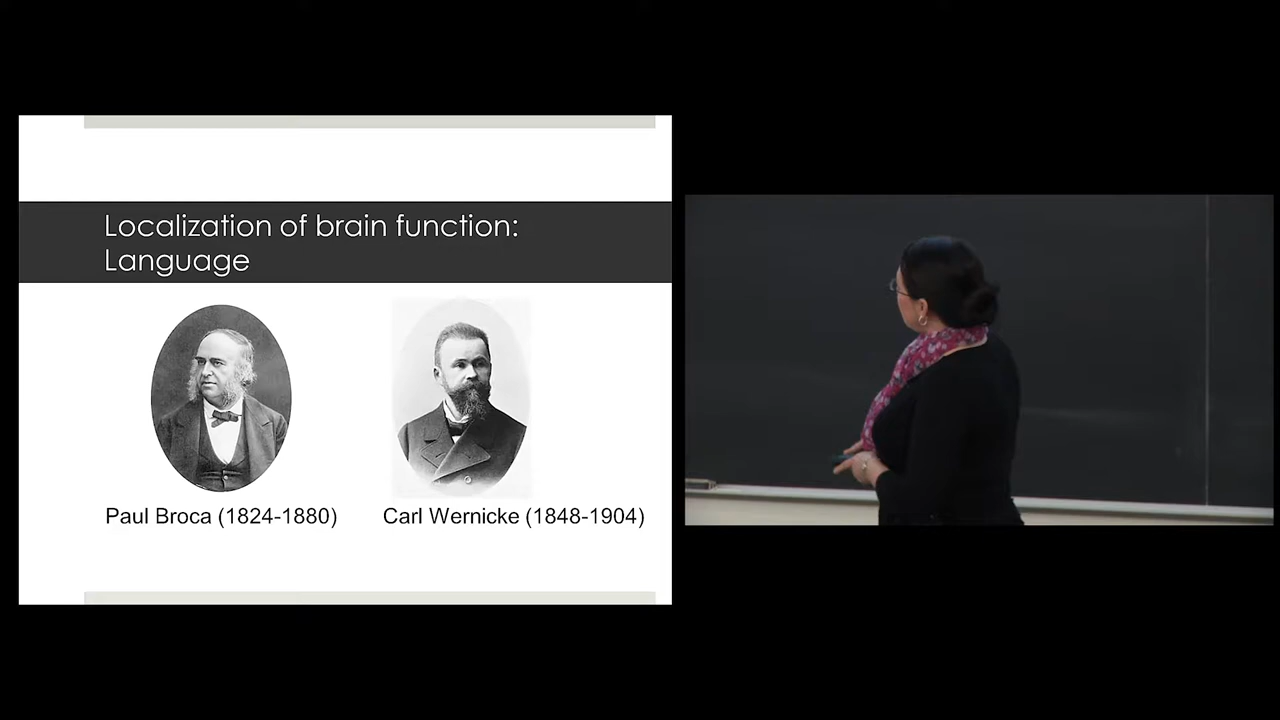 Localization of brain function:
Language
Paul Broca (1824-1880)
Carl Wernicke (1848-1904)